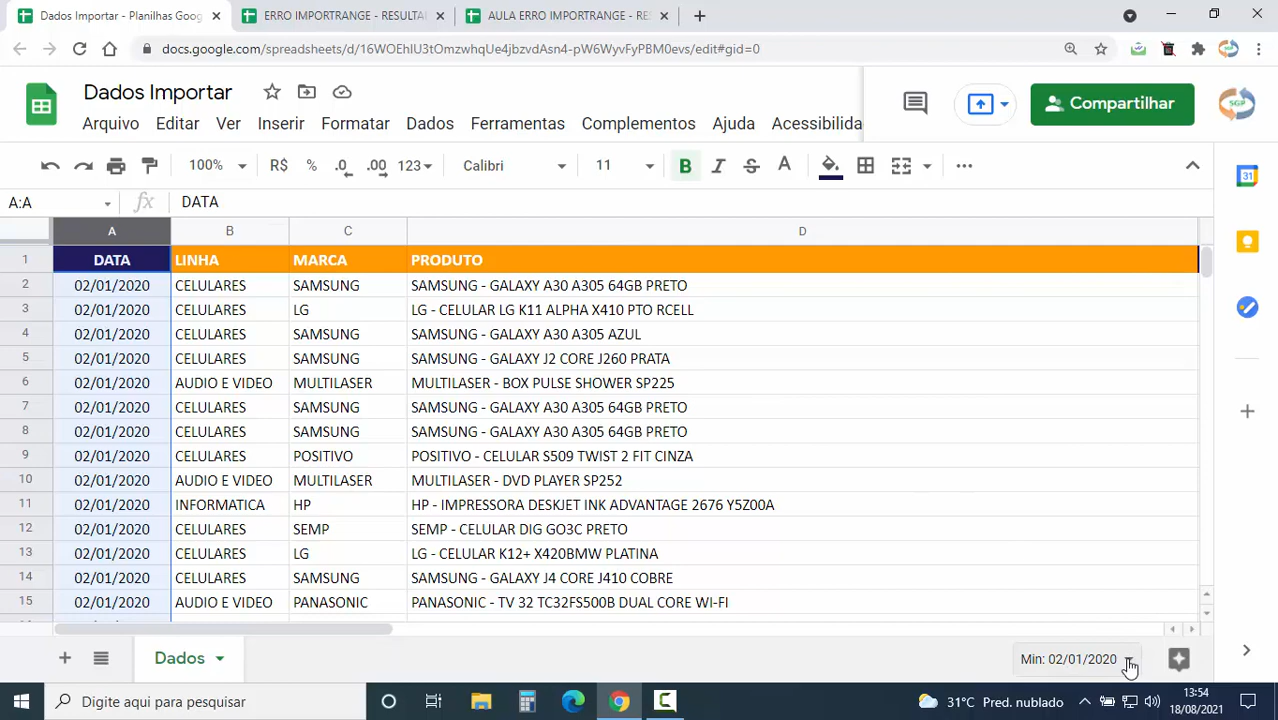 Dados Importar - Planilhas Goog
ERRO IMPORTRANGE - RESULTA
AULA ERRO IMPORTRANGE - RE
docs.google.com/spreadsheets/d/16WOEhIU3tOmzwhqUe4jbzvdAsn4-pW6WyvFyPBM0evs/edit#gid=0
Dados Importar
Arquivo Editar Ver Inserir Formatar Dados Ferramentas Complementos Ajuda Acessibilida
Compartilhar
SGP
100% R$ % .0 .00 123 Calibri 11 B I S A
A:A fx DATA
A B C D
1 DATA LINHA MARCA PRODUTO
2 02/01/2020 CELULARES SAMSUNG SAMSUNG - GALAXY A30 A305 64GB PRETO
3 02/01/2020 CELULARES LG LG - CELULAR LG K11 ALPHA X410 PTO RCELL
4 02/01/2020 CELULARES SAMSUNG SAMSUNG - GALAXY A30 A305 AZUL
5 02/01/2020 CELULARES SAMSUNG SAMSUNG - GALAXY J2 CORE J260 PRATA
6 02/01/2020 AUDIO E VIDEO MULTILASER MULTILASER - BOX PULSE SHOWER SP225
7 02/01/2020 CELULARES SAMSUNG SAMSUNG - GALAXY A30 A305 64GB PRETO
8 02/01/2020 CELULARES SAMSUNG SAMSUNG - GALAXY A30 A305 64GB PRETO
9 02/01/2020 CELULARES POSITIVO POSITIVO - CELULAR S509 TWIST 2 FIT CINZA
10 02/01/2020 AUDIO E VIDEO MULTILASER MULTILASER - DVD PLAYER SP252
11 02/01/2020 INFORMATICA HP HP - IMPRESSORA DESKJET INK ADVANTAGE 2676 Y5Z00A
12 02/01/2020 CELULARES SEMP SEMP - CELULAR DIG GO3C PRETO
13 02/01/2020 CELULARES LG LG - CELULAR K12+ X420BMW PLATINA
14 02/01/2020 CELULARES SAMSUNG SAMSUNG - GALAXY J4 CORE J410 COBRE
15 02/01/2020 AUDIO E VIDEO PANASONIC PANASONIC - TV 32 TC32FS500B DUAL CORE WI-FI
Dados
Min: 02/01/2020
31
Digite aqui para pesquisar
31°C Pred. nublado
13:54
18/08/2021